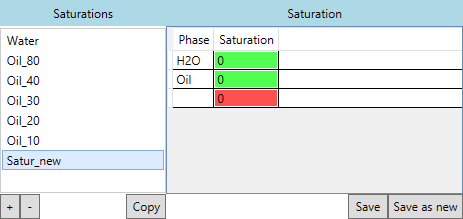 Saturations
Saturation
Water
Oil_80
Oil_40
Oil_30
Oil_20
Oil_10
Satur_new
Phase Saturation
H2O 0
Oil 0
0
+ - Copy
Save Save as new